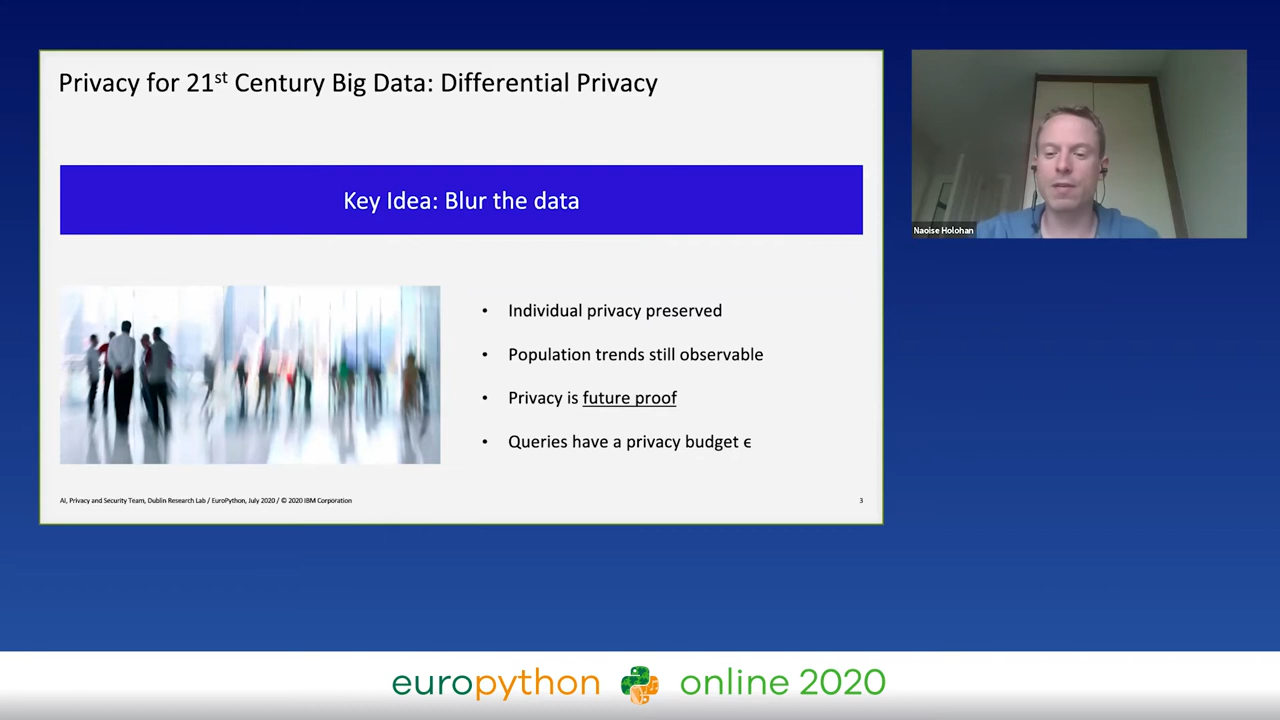 Privacy for 21st Century Big Data: Differential Privacy
Key Idea: Blur the data
• Individual privacy preserved
• Population trends still observable
• Privacy is future proof
• Queries have a privacy budget ϵ
AI, Privacy and Security Team, Dublin Research Lab / EuroPython, July 2020 / © 2020 IBM Corporation
3
Naoise Holohan
europython online 2020